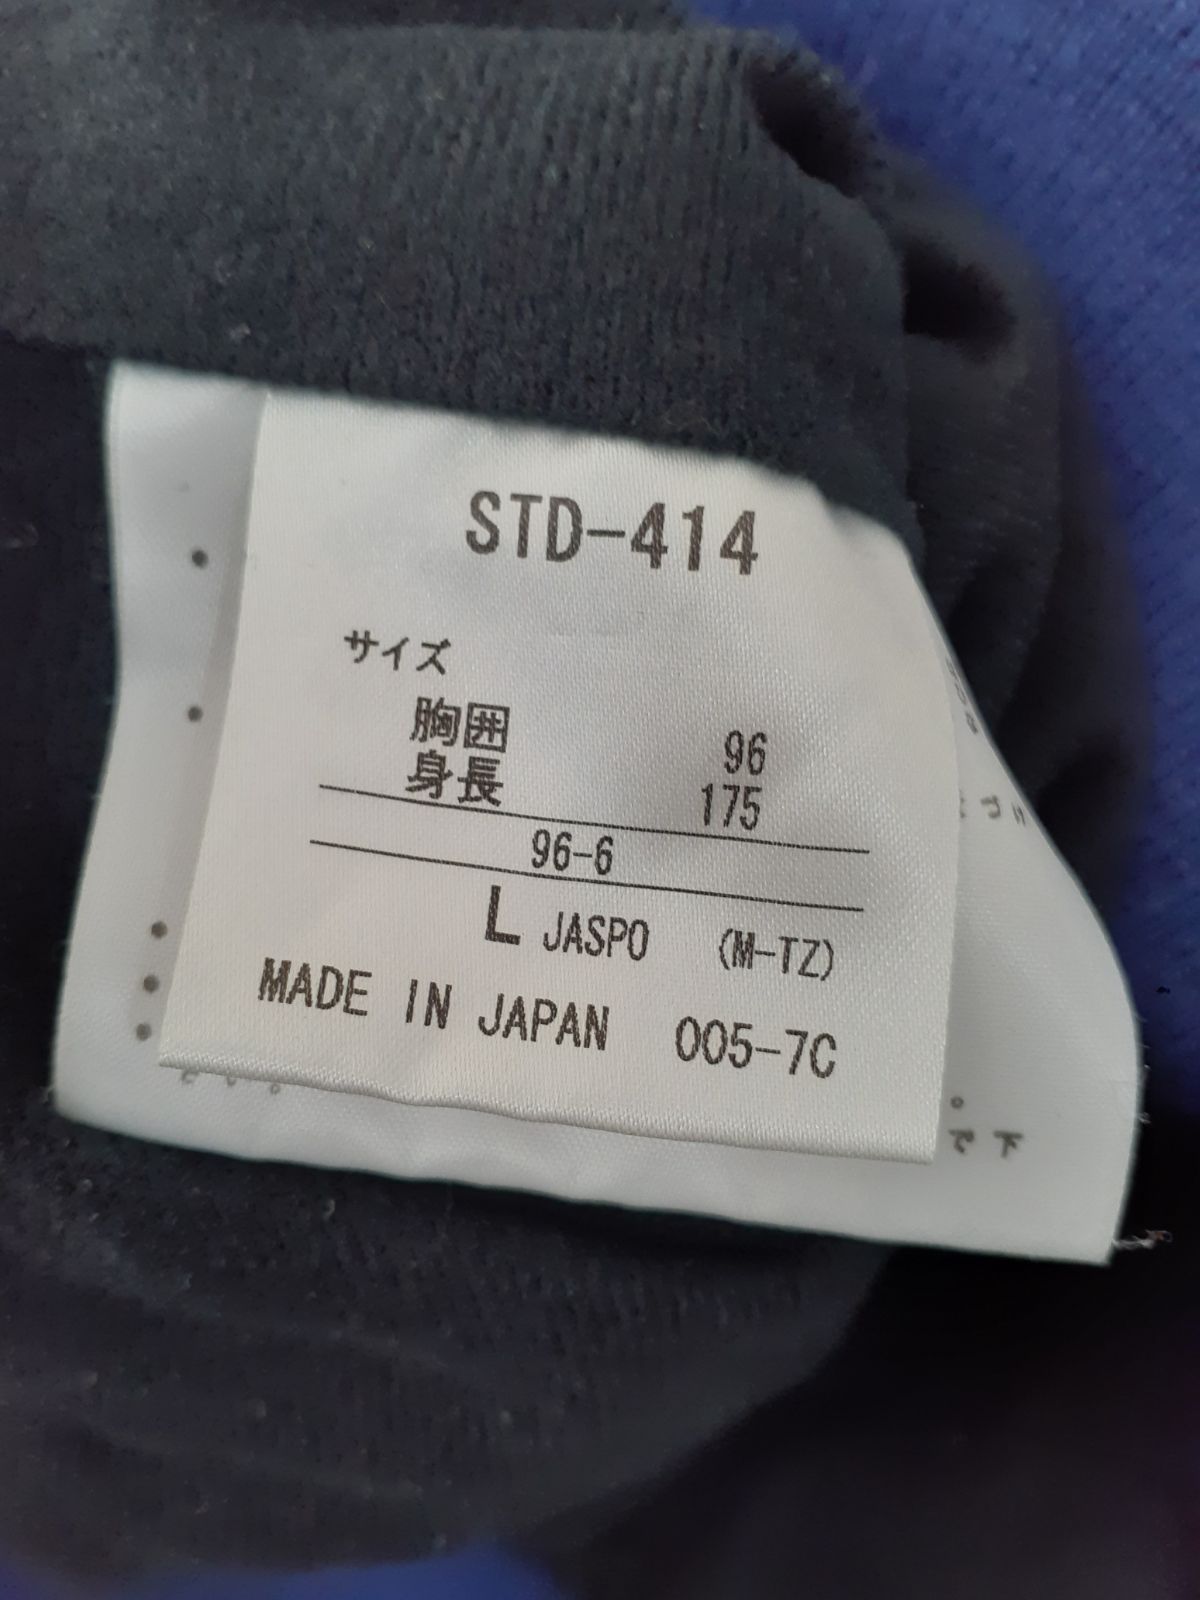 STD-414
サイズ
胸囲 96
身長 175
96-6
L JASPO (M-TZ)
MADE IN JAPAN 005-7C